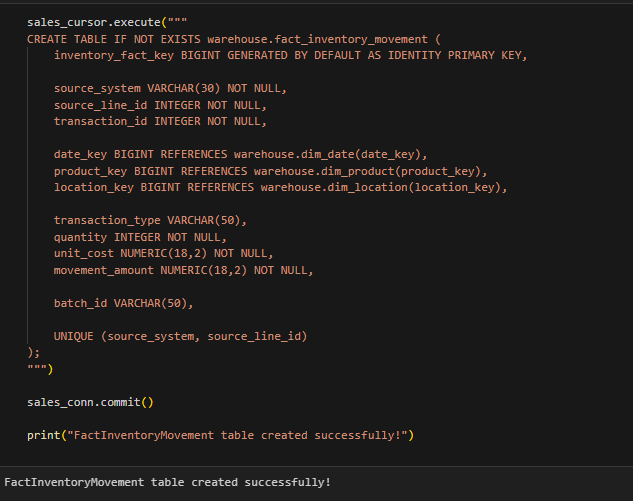 sales_cursor.execute("""
CREATE TABLE IF NOT EXISTS warehouse.fact_inventory_movement (
    inventory_fact_key BIGINT GENERATED BY DEFAULT AS IDENTITY PRIMARY KEY,

    source_system VARCHAR(30) NOT NULL,
    source_line_id INTEGER NOT NULL,
    transaction_id INTEGER NOT NULL,

    date_key BIGINT REFERENCES warehouse.dim_date(date_key),
    product_key BIGINT REFERENCES warehouse.dim_product(product_key),
    location_key BIGINT REFERENCES warehouse.dim_location(location_key),

    transaction_type VARCHAR(50),
    quantity INTEGER NOT NULL,
    unit_cost NUMERIC(18,2) NOT NULL,
    movement_amount NUMERIC(18,2) NOT NULL,

    batch_id VARCHAR(50),

    UNIQUE (source_system, source_line_id)
);
""")

sales_conn.commit()

print("FactInventoryMovement table created successfully!")

FactInventoryMovement table created successfully!